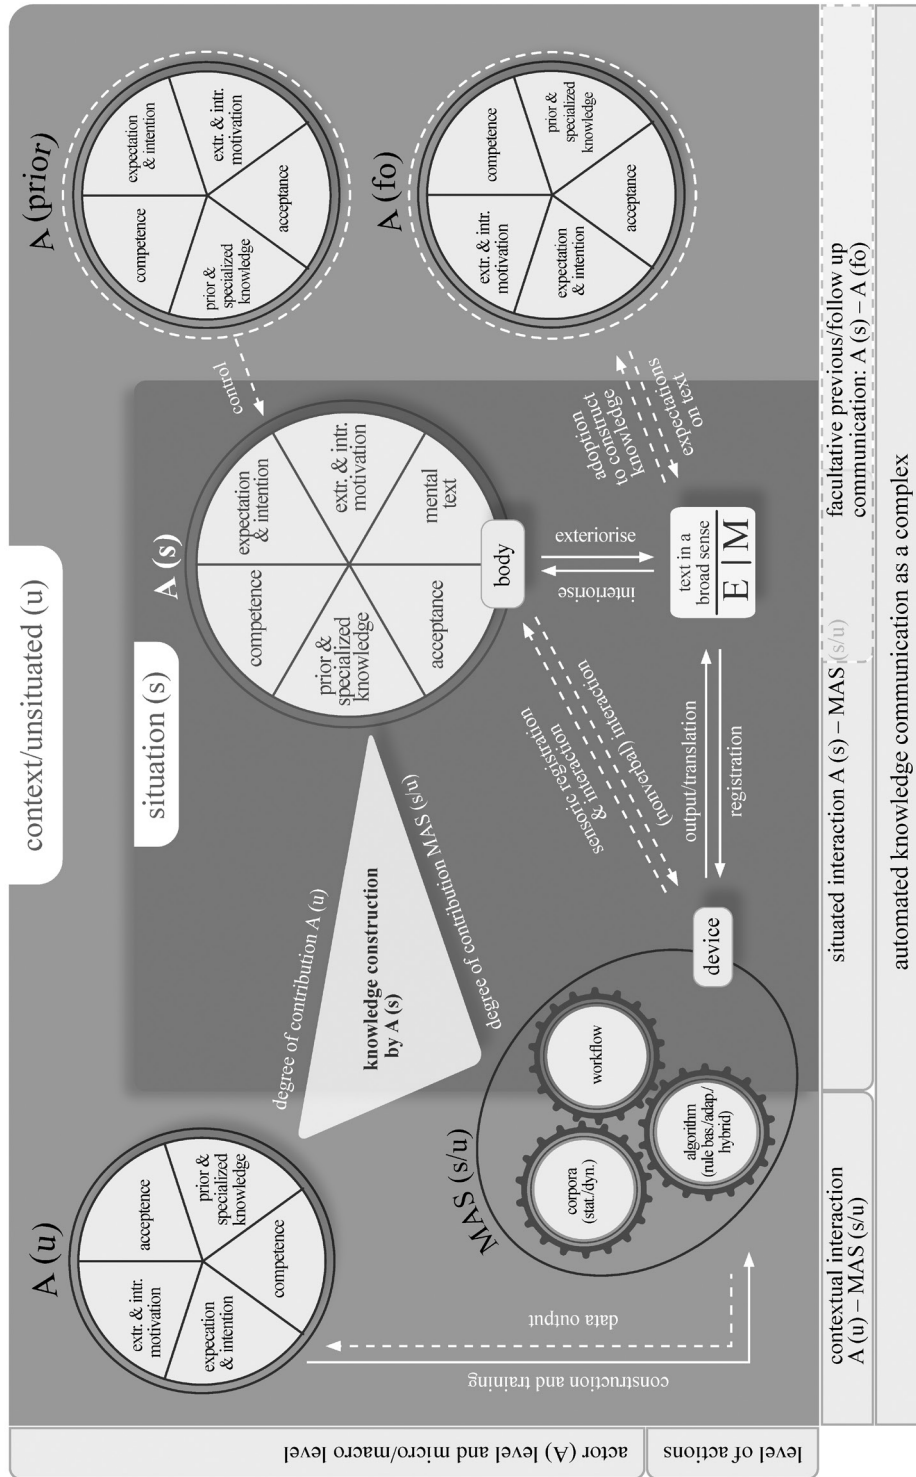 context/unsituated (u)
situation (s)
A (u)
extr. & intr.
motivation
acceptance
prior &
specialized
knowledge
competence
expecation
& intention
degree of contribution A (u)
knowledge construction
by A (s)
degree of contribution MAS (s/u)
A (s)
competence
expectation
& intention
extr. & intr.
motivation
mental
text
acceptance
prior &
specialized
knowledge
body
A (prior)
competence
expectation
& intention
extr. & intr.
motivation
acceptance
prior &
specialized
knowledge
control
A (fo)
extr. & intr.
motivation
competence
prior &
specialized
knowledge
acceptance
expectation
& intention
adoption
to construct
knowledge
expectations
on text
interiorise
exteriorise
text in a
broad sense
E | M
sensoric registration
& interaction
(nonverbal) interaction
output/translation
registration
device
MAS (s/u)
corpora
(stat./dyn.)
workflow
algorithm
(rule bas./adap./
hybrid)
data output
construction and training
actor (A) level and micro/macro level
level of actions
contextual interaction
A (u) – MAS (s/u)
situated interaction A (s) – MAS (s/u)
facultative previous/follow up
communication: A (s) – A (fo)
automated knowledge communication as a complex